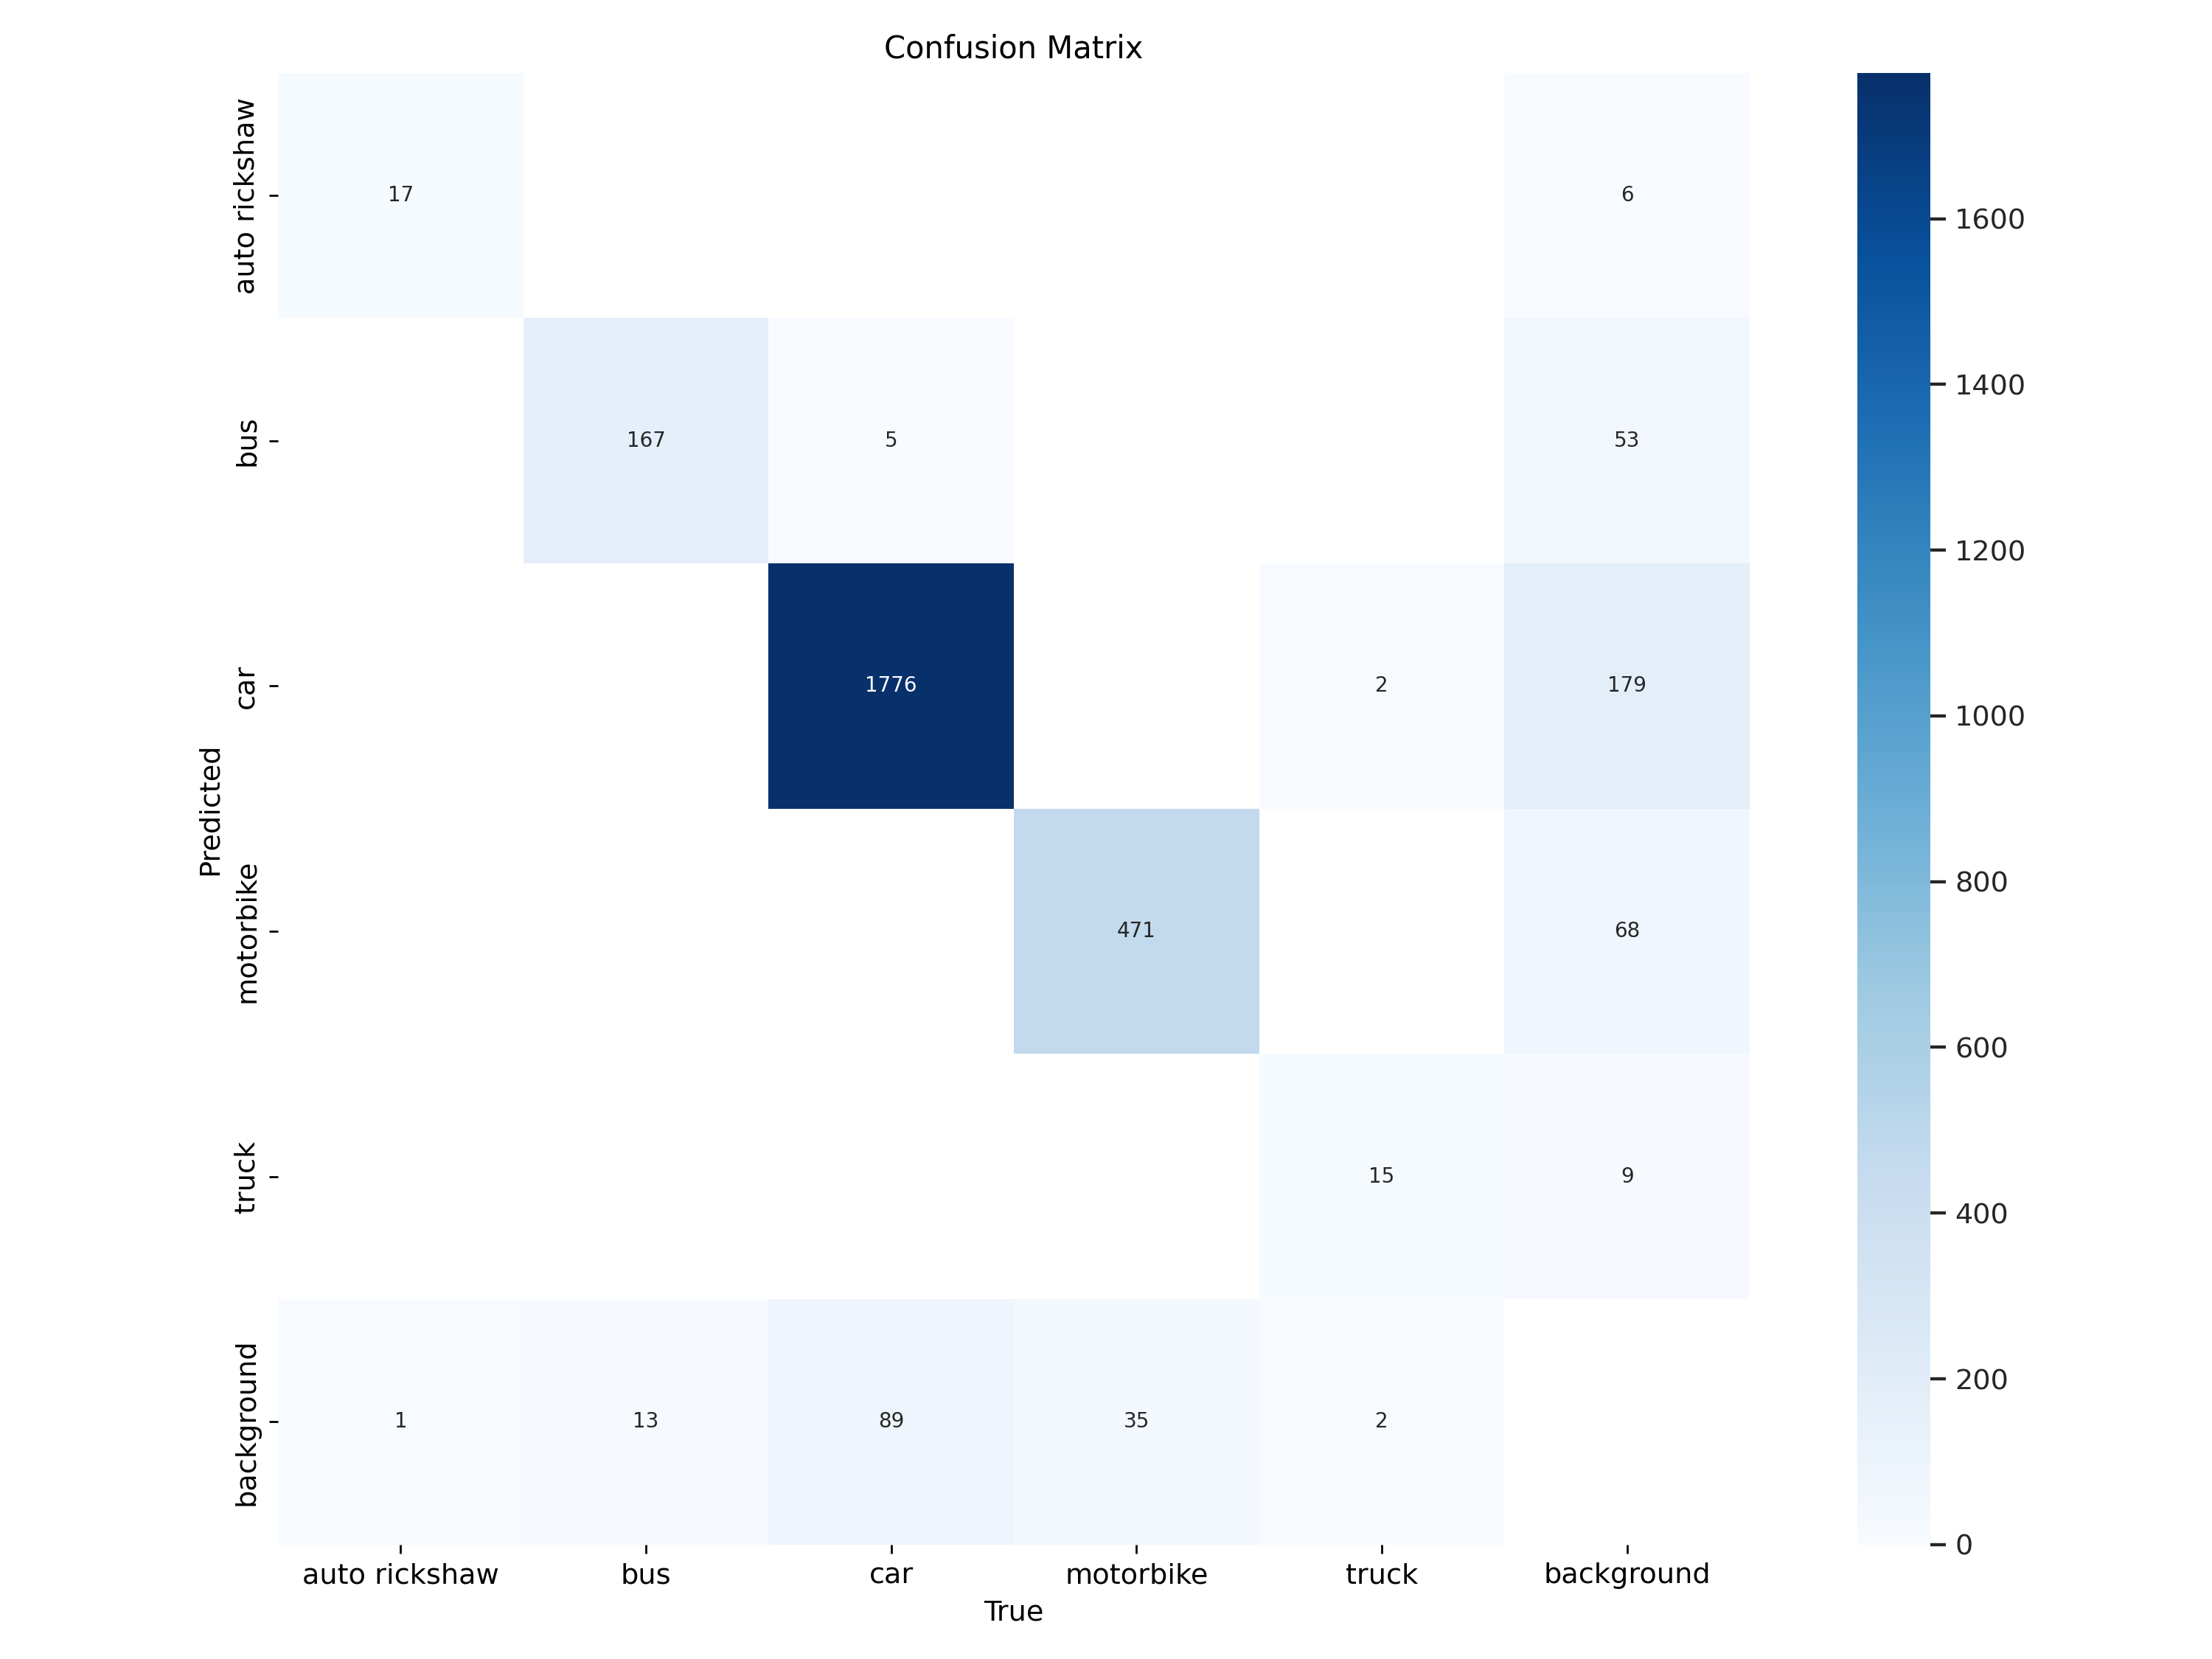 Confusion Matrix
auto rickshaw
17
6
1600
1400
bus
167
5
53
1200
car
1776
2
179
1000
Predicted
800
motorbike
471
68
600
truck
15
9
400
200
background
1
13
89
35
2
0
auto rickshaw
bus
car
motorbike
truck
background
True